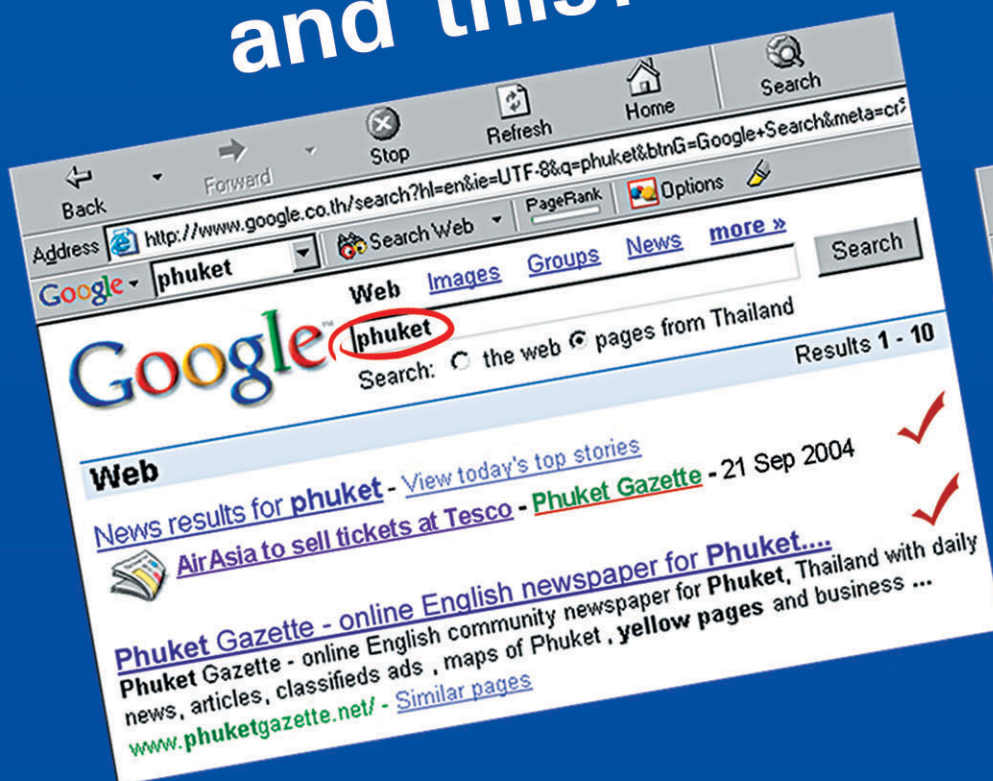 and this?
Back Forward Stop Refresh Home Search
Address http://www.google.co.th/search?hl=en&ie=UTF-8&q=phuket&btnG=Google+Search&meta=cr
Google phuket Search Web PageRank Options
Web Images Groups News more »
Google phuket Search
Search: the web pages from Thailand
Results 1 - 10
Web
News results for phuket - View today's top stories
AirAsia to sell tickets at Tesco - Phuket Gazette - 21 Sep 2004
Phuket Gazette - online English newspaper for Phuket....
Phuket Gazette - online English community newspaper for Phuket, Thailand with daily
news, articles, classifieds ads , maps of Phuket , yellow pages and business ...
www.phuketgazette.net/ - Similar pages